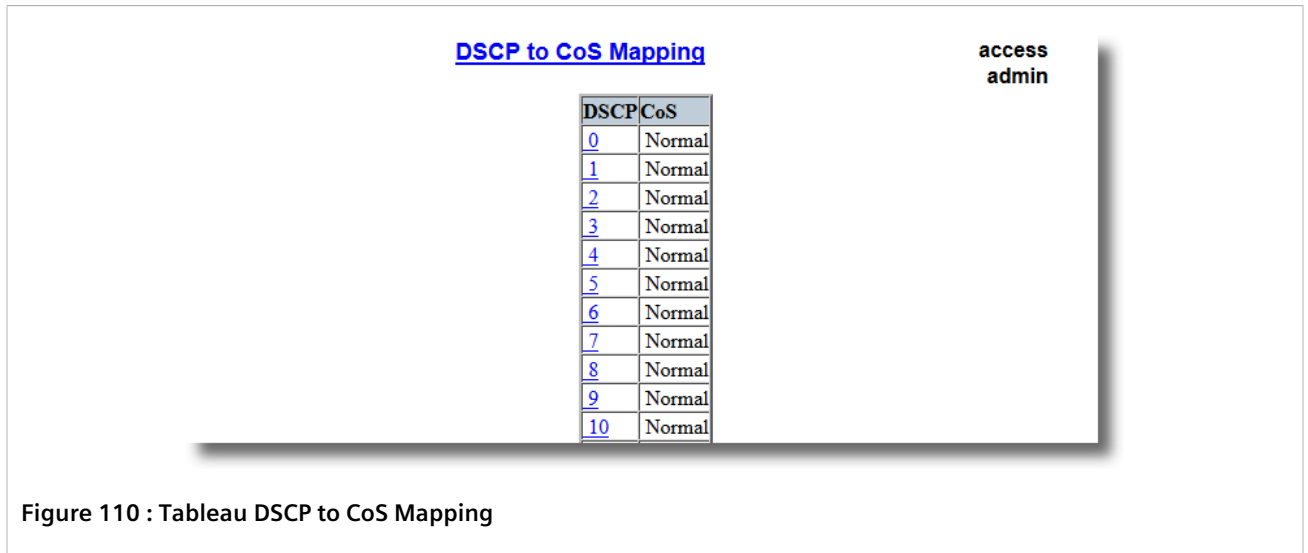 DSCP to CoS Mapping
access
admin
DSCP CoS
0 Normal
1 Normal
2 Normal
3 Normal
4 Normal
5 Normal
6 Normal
7 Normal
8 Normal
9 Normal
10 Normal
Figure 110 : Tableau DSCP to CoS Mapping